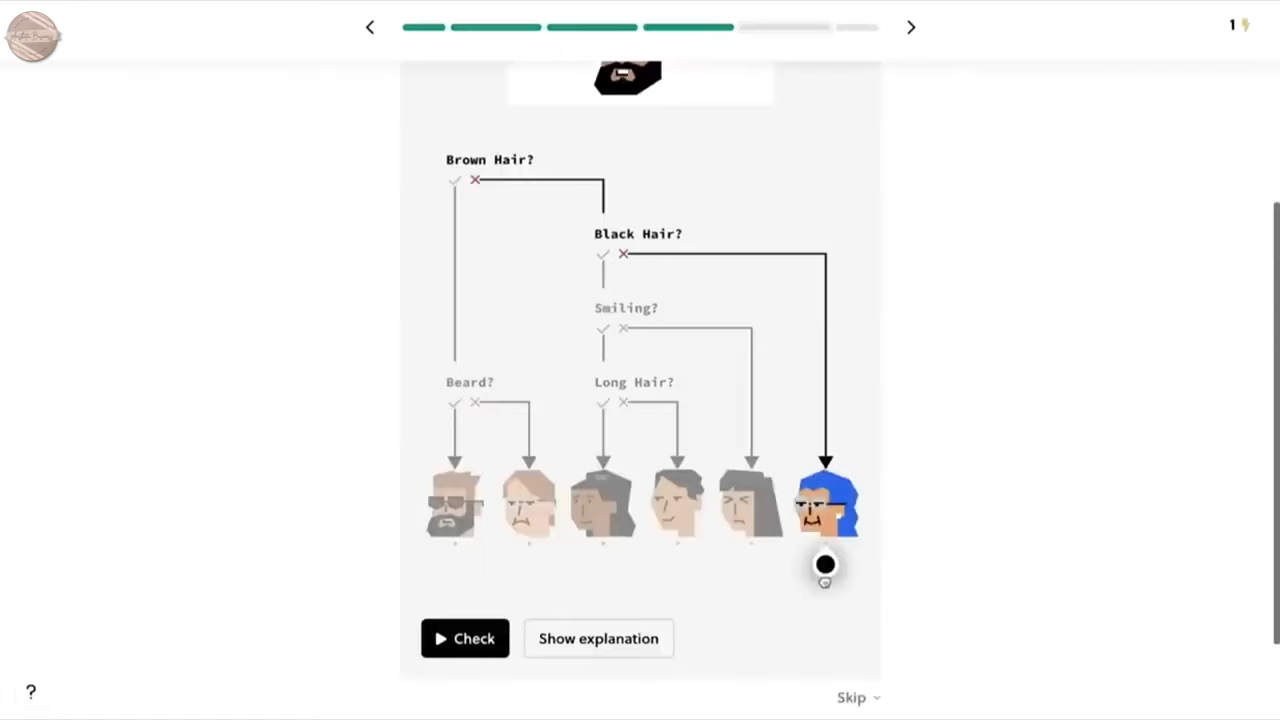 1
Brown Hair?
Black Hair?
Smiling?
Beard?
Long Hair?
Check
Show explanation
?
Skip